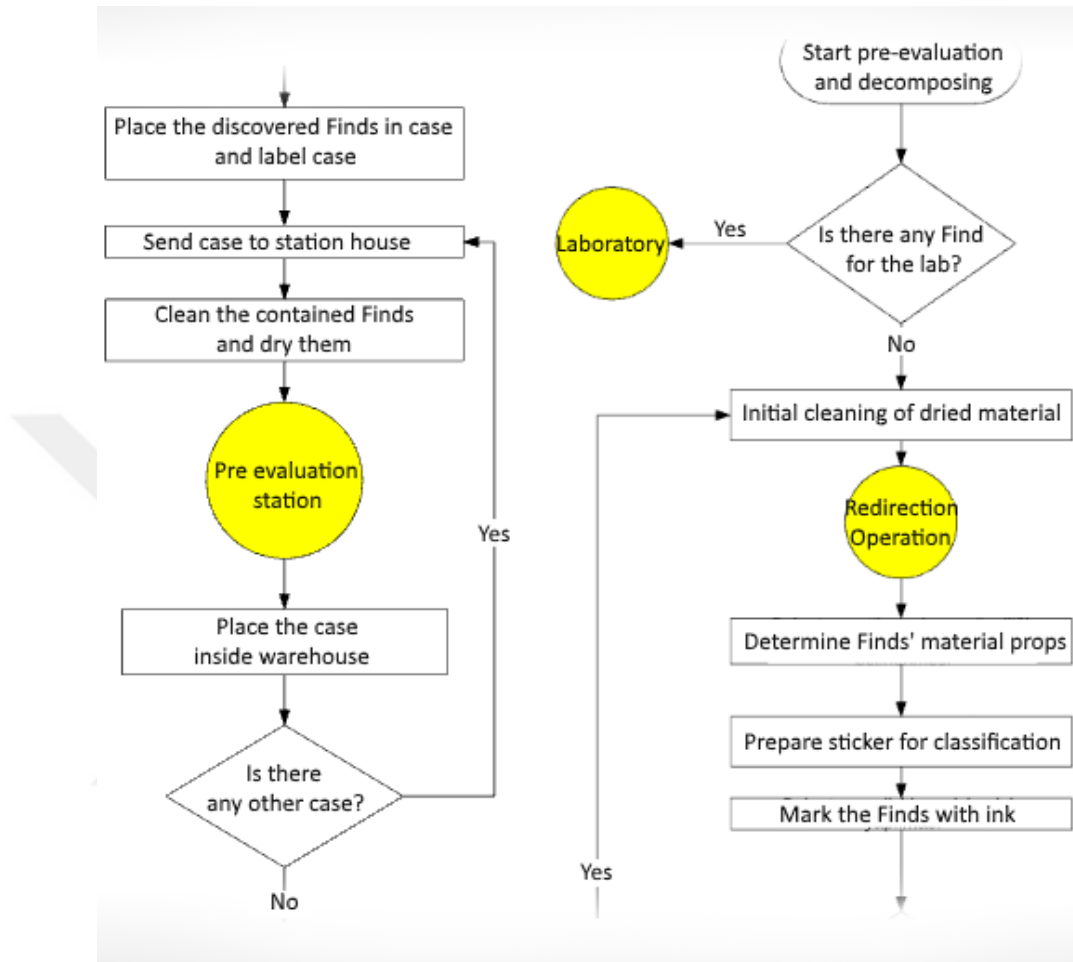 Place the discovered Finds in case
and label case
Send case to station house
Clean the contained Finds
and dry them
Pre evaluation
station
Yes
Place the case
inside warehouse
Is there
any other case?
No
Start pre-evaluation
and decomposing
Is there any Find
for the lab?
Yes
Laboratory
No
Initial cleaning of dried material
Redirection
Operation
Determine Finds' material props
Prepare sticker for classification
Mark the Finds with ink
Yes